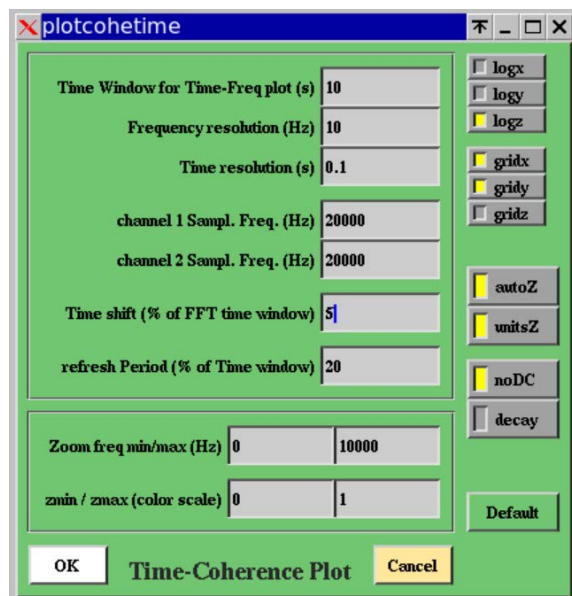 plotcohetime
Time Window for Time-Freq plot (s) 10
Frequency resolution (Hz) 10
Time resolution (s) 0.1
channel 1 Sampl. Freq. (Hz) 20000
channel 2 Sampl. Freq. (Hz) 20000
Time shift (% of FFT time window) 5
refresh Period (% of Time window) 20
Zoom freq min/max (Hz) 0 10000
zmin / zmax (color scale) 0 1
logx
logy
logz
gridx
gridy
gridz
autoZ
unitsZ
noDC
decay
Default
OK
Time-Coherence Plot
Cancel